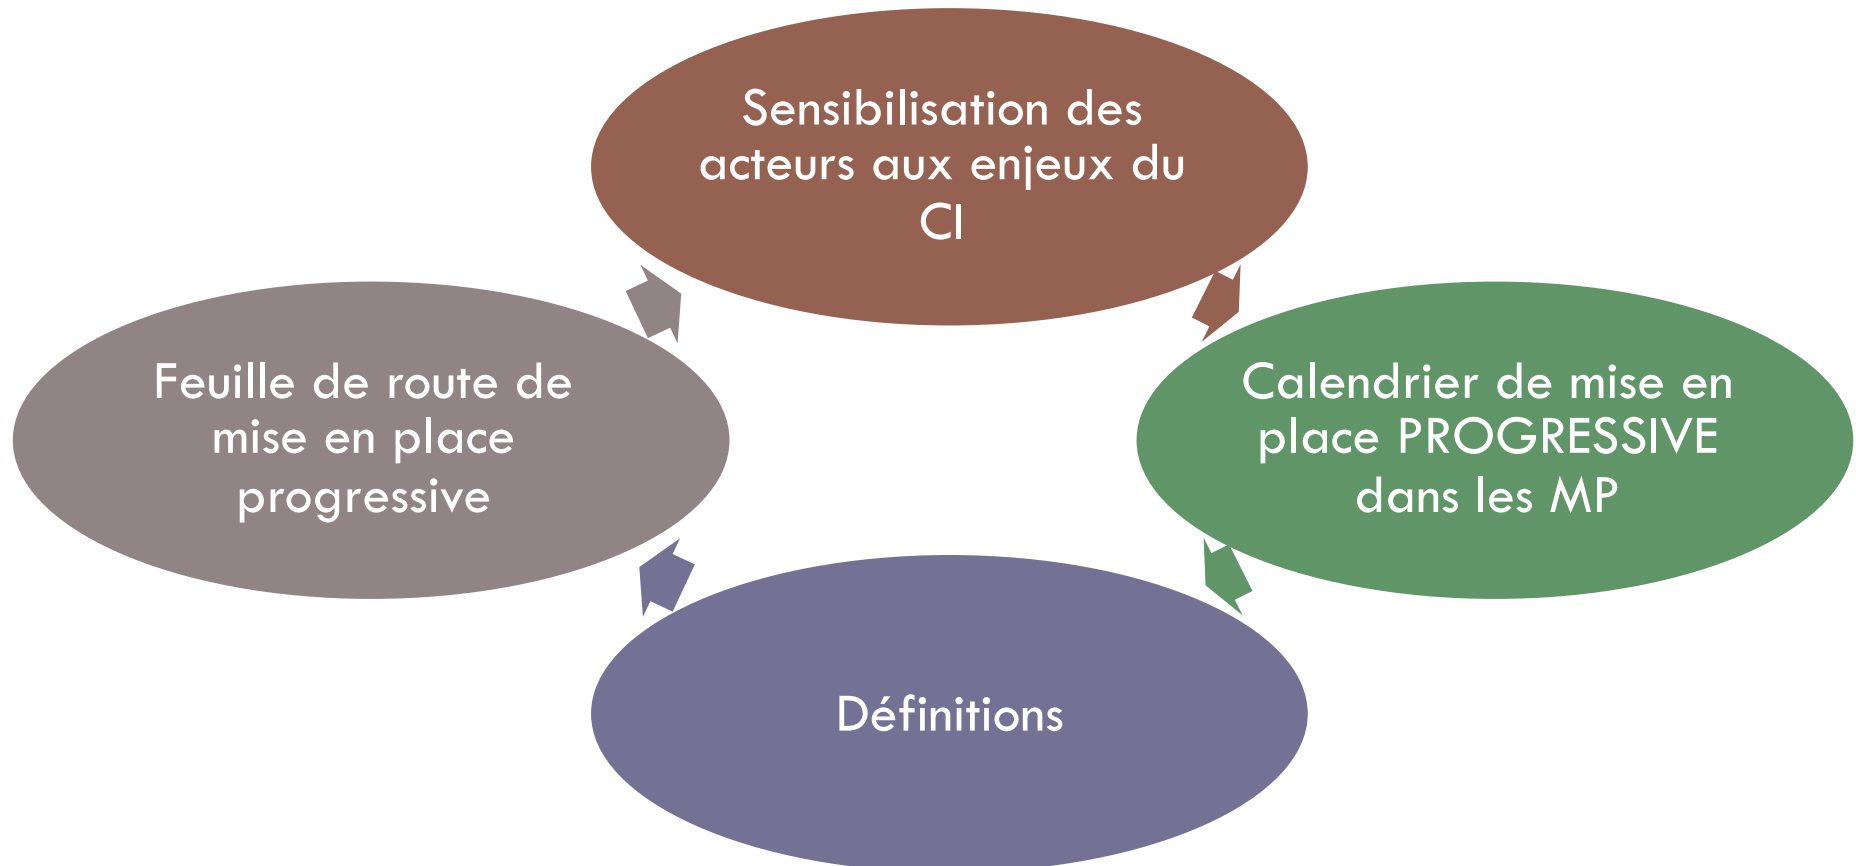 Sensibilisation des
acteurs aux enjeux du
CI
Feuille de route de
mise en place
progressive
Calendrier de mise en
place PROGRESSIVE
dans les MP
Définitions